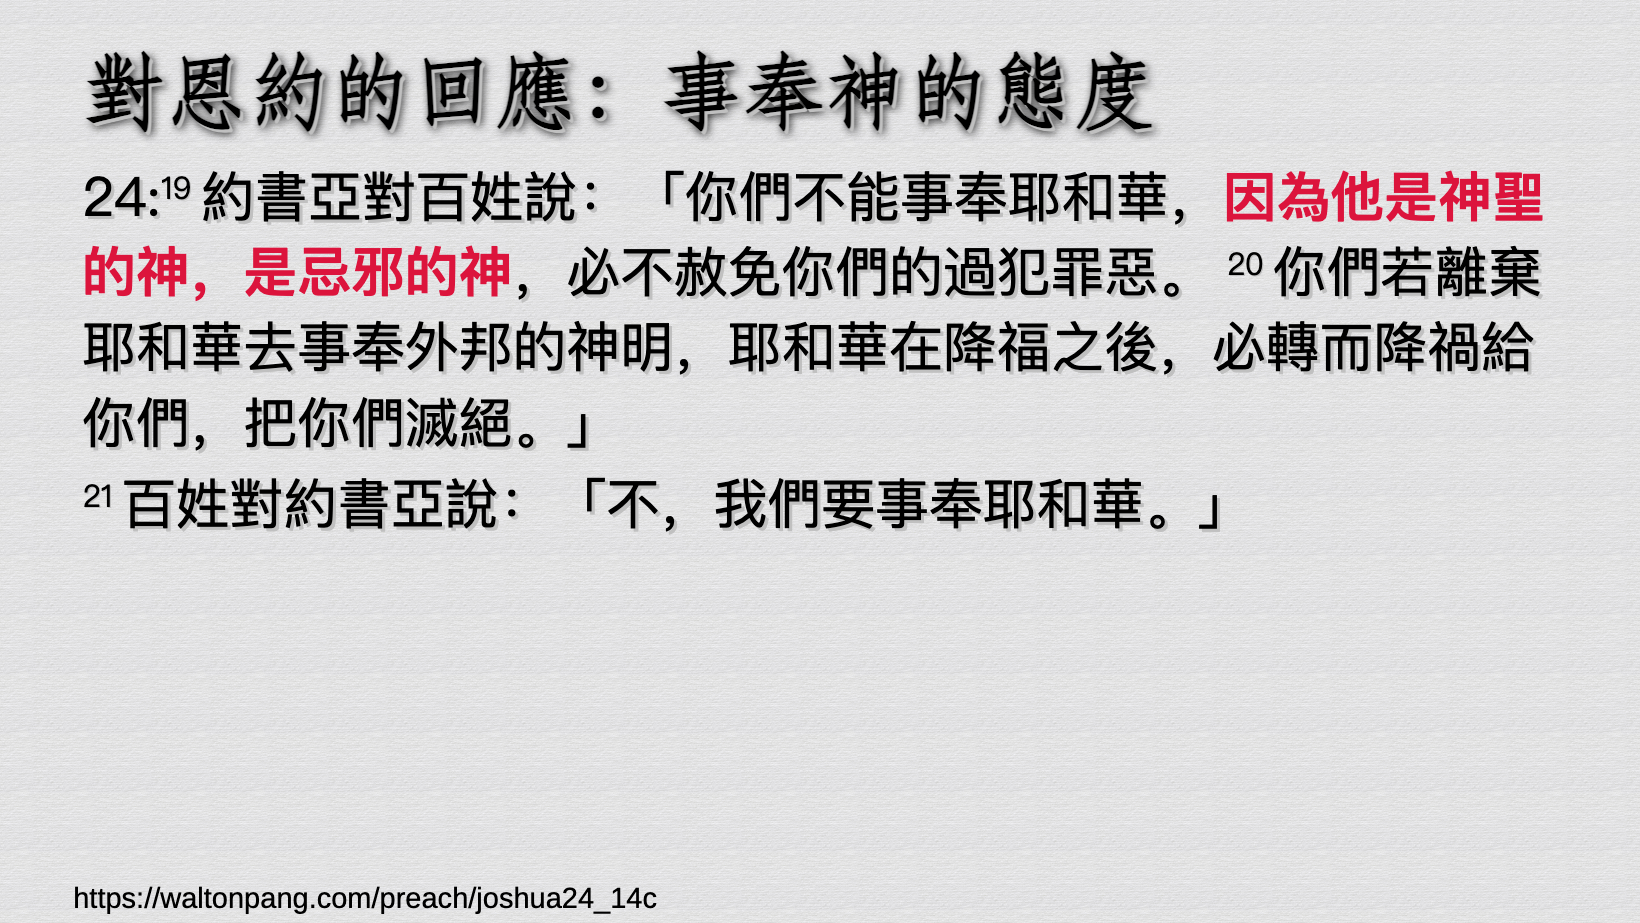 對恩約的回應：事奉神的態度
24:19 約書亞對百姓說：「你們不能事奉耶和華，因為他是神聖
的神，是忌邪的神，必不赦免你們的過犯罪惡。 20 你們若離棄
耶和華去事奉外邦的神明，耶和華在降福之後，必轉而降禍給
你們，把你們滅絕。」
21 百姓對約書亞說：「不，我們要事奉耶和華。」
https://waltonpang.com/preach/joshua24_14c